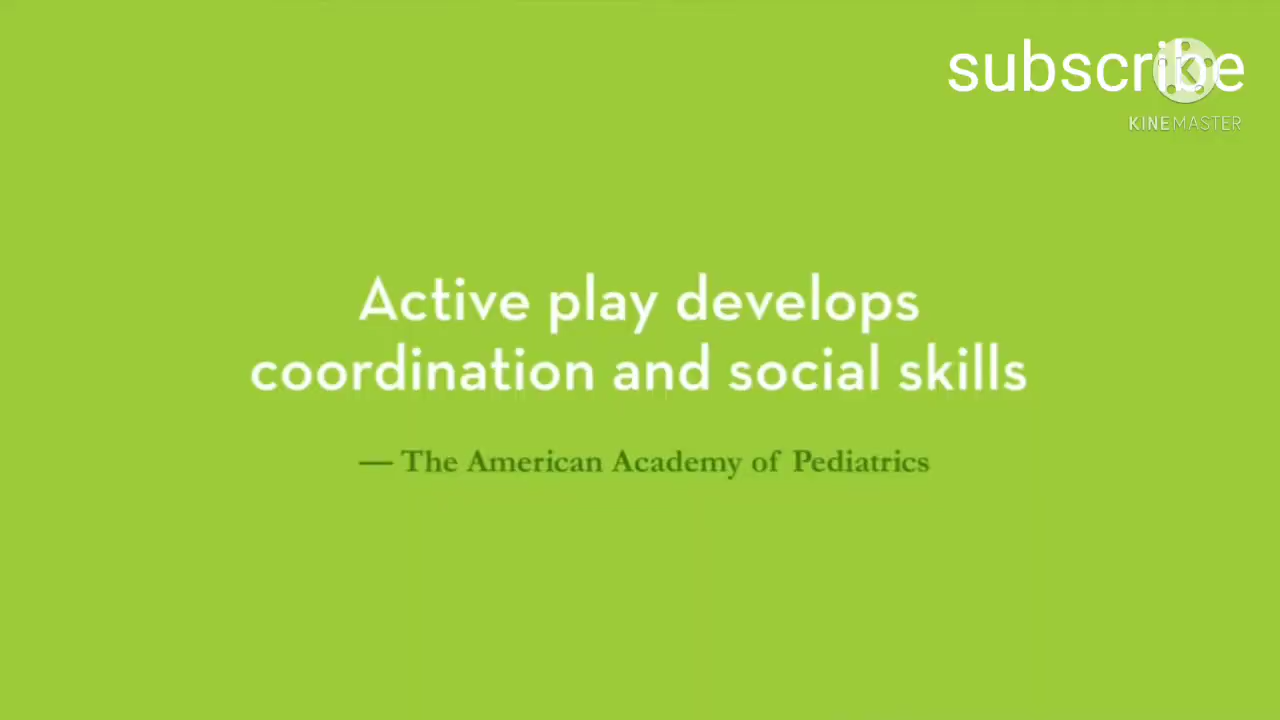 subscribe
KINEMASTER
Active play develops
coordination and social skills
— The American Academy of Pediatrics